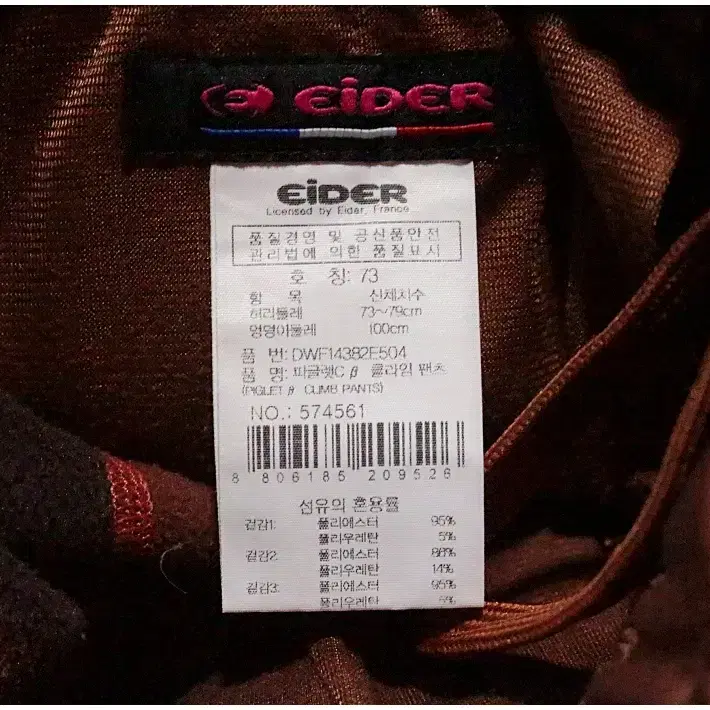 EIDER
EIDER
Licensed by Eider, France
품질경영 및 공산품안전
관리법에 의한 품질표시
호 칭: 73
항 목 신체치수
허리둘레 73~79cm
엉덩이둘레 100cm
품 번: DWF14382E504
품 명: 파글렛C β 클라임 팬츠
(PIGLET β CLIMB PANTS)
NO.: 574561
8 806185 209526
섬유의 혼용률
겉감1: 폴리에스터 95%
폴리우레탄 5%
겉감2: 폴리에스터
폴리우레탄 14%
겉감3: 폴리에스터 95%
폴리우레탄 5%